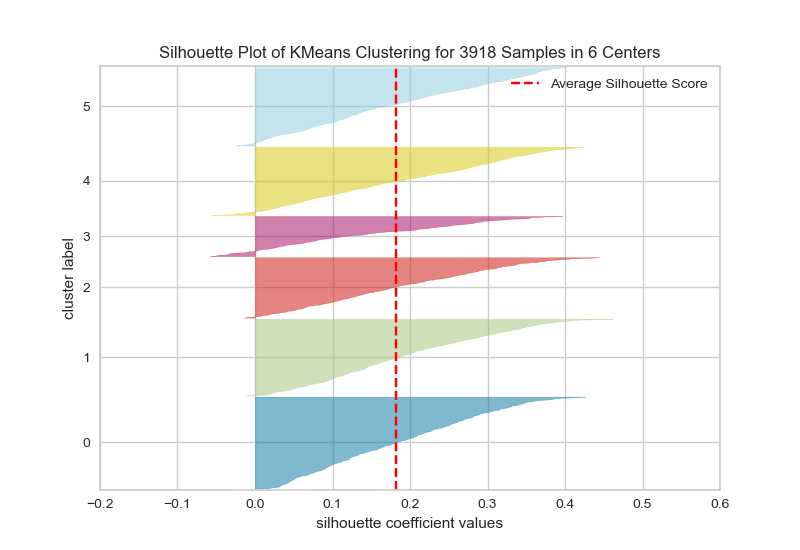 Silhouette Plot of KMeans Clustering for 3918 Samples in 6 Centers
Average Silhouette Score
cluster label
5
4
3
2
1
0
−0.2 −0.1 0.0 0.1 0.2 0.3 0.4 0.5 0.6
silhouette coefficient values